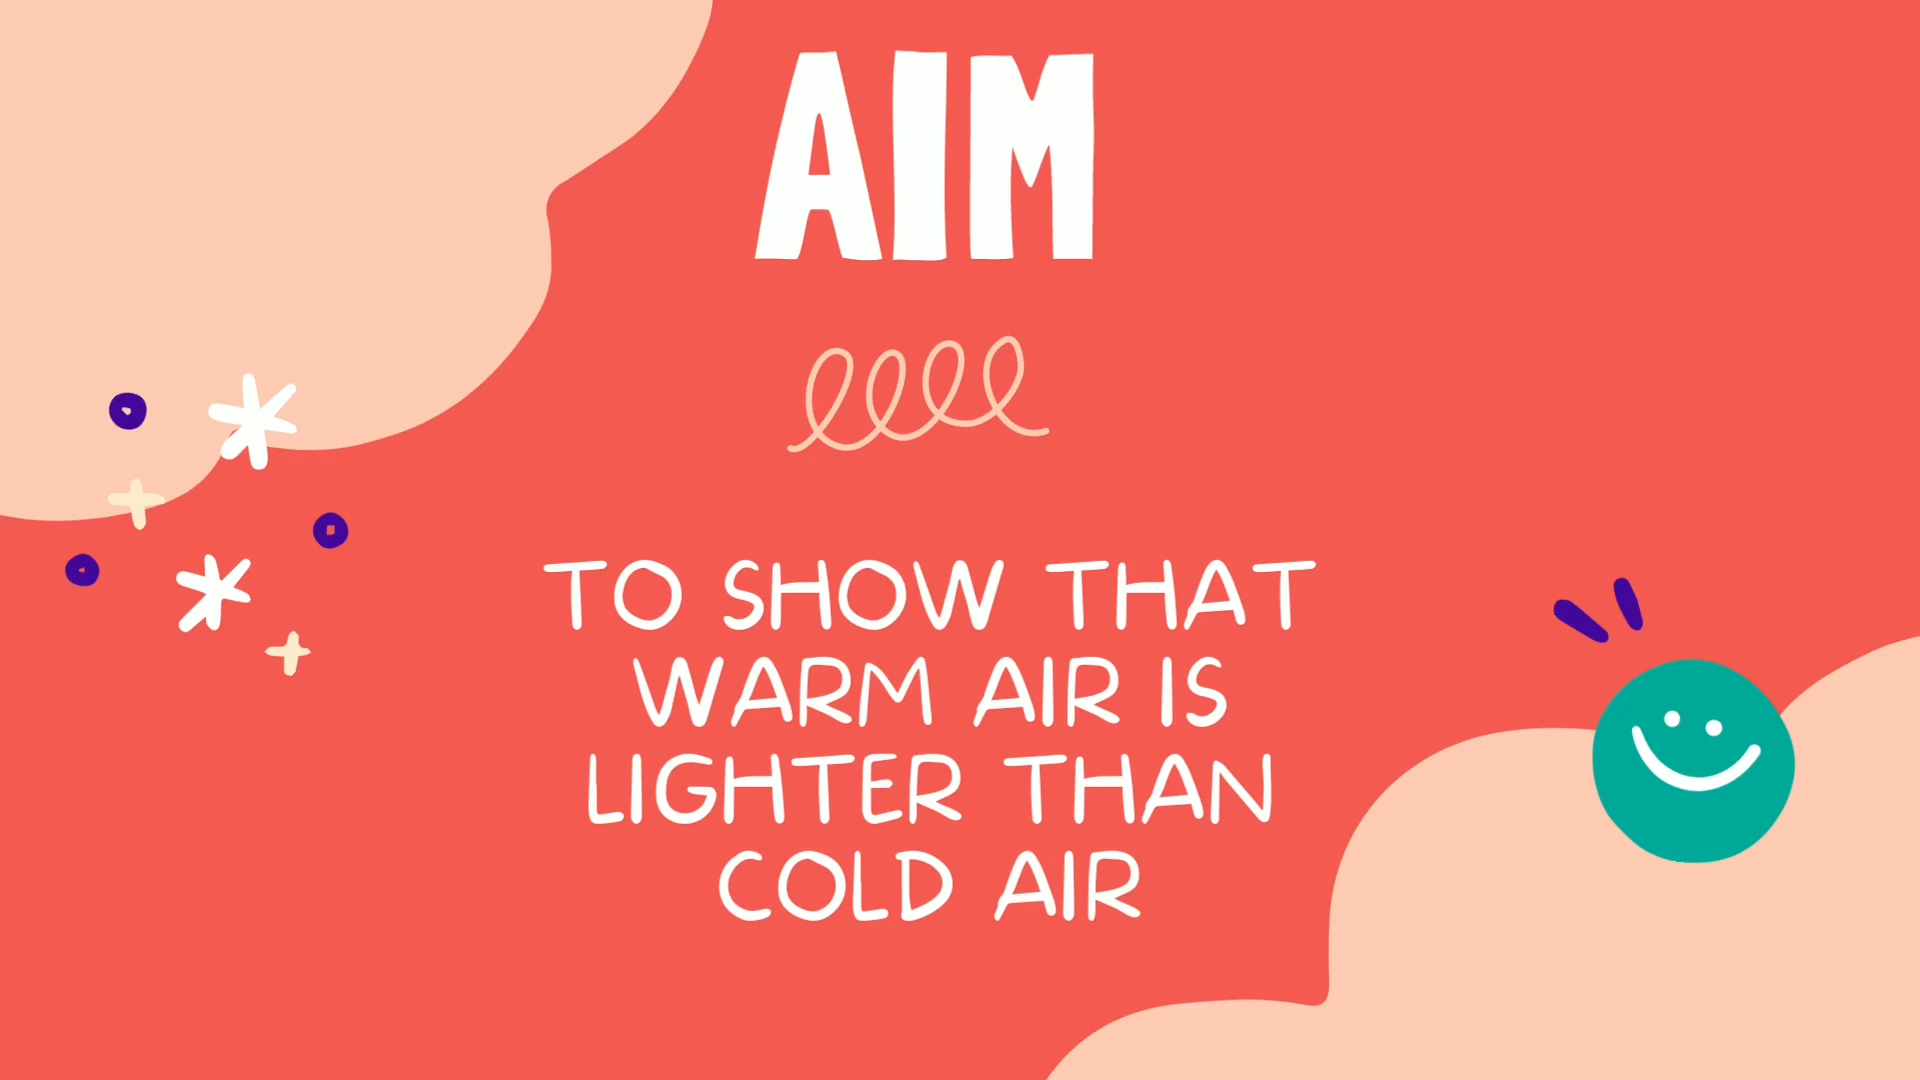 AIM
TO SHOW THAT
WARM AIR IS
LIGHTER THAN
COLD AIR